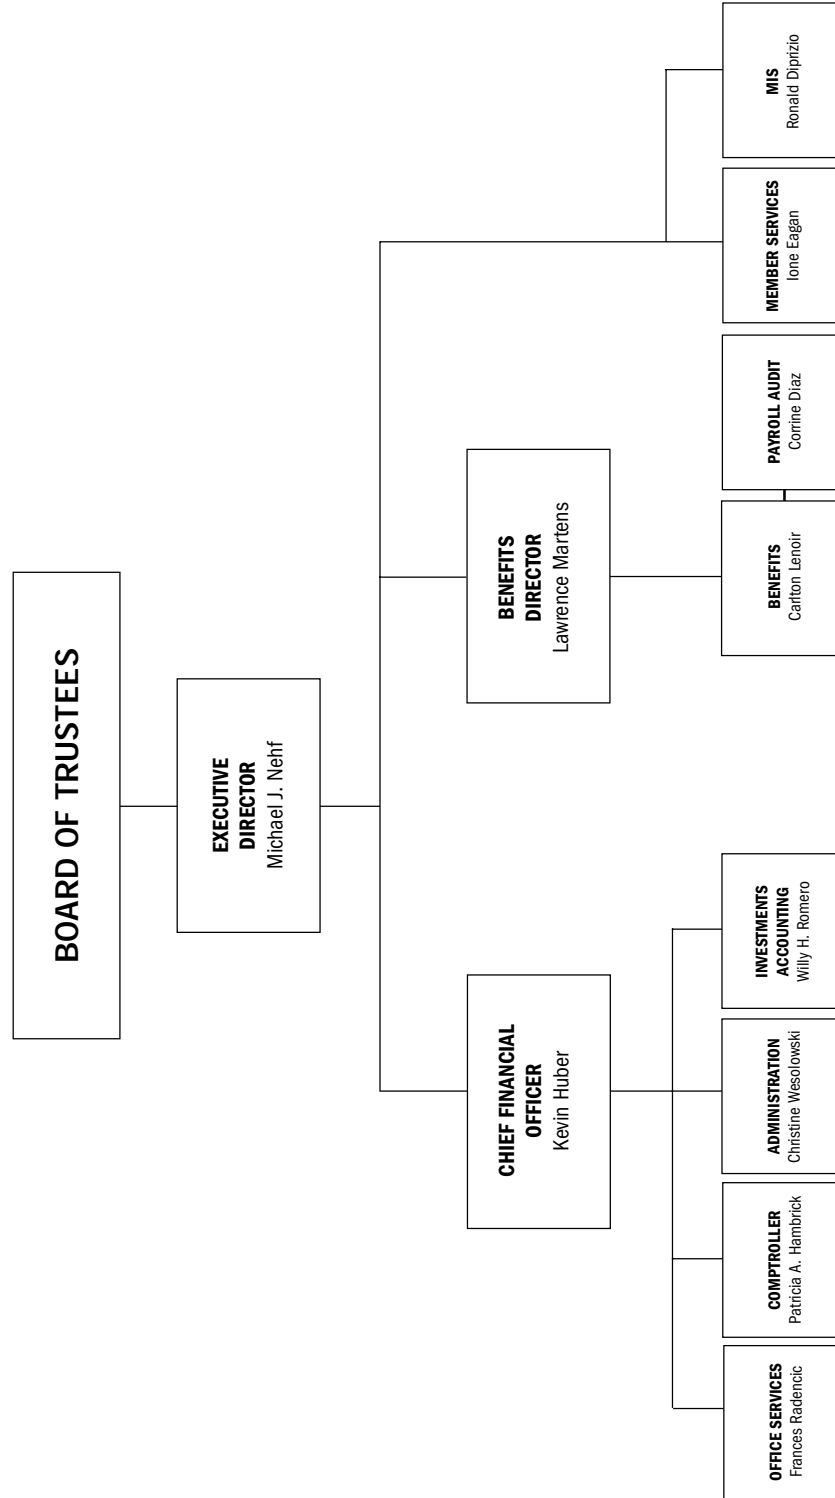 BOARD OF TRUSTEES
EXECUTIVE
DIRECTOR
Michael J. Nehf
CHIEF FINANCIAL
OFFICER
Kevin Huber
BENEFITS
DIRECTOR
Lawrence Martens
OFFICE SERVICES
Frances Radencic
COMPTROLLER
Patricia A. Hambrick
ADMINISTRATION
Christine Wesolowski
INVESTMENTS
ACCOUNTING
Willy H. Romero
BENEFITS
Carlton Lenoir
PAYROLL AUDIT
Corrine Diaz
MEMBER SERVICES
Ione Eagan
MIS
Ronald Diprizio